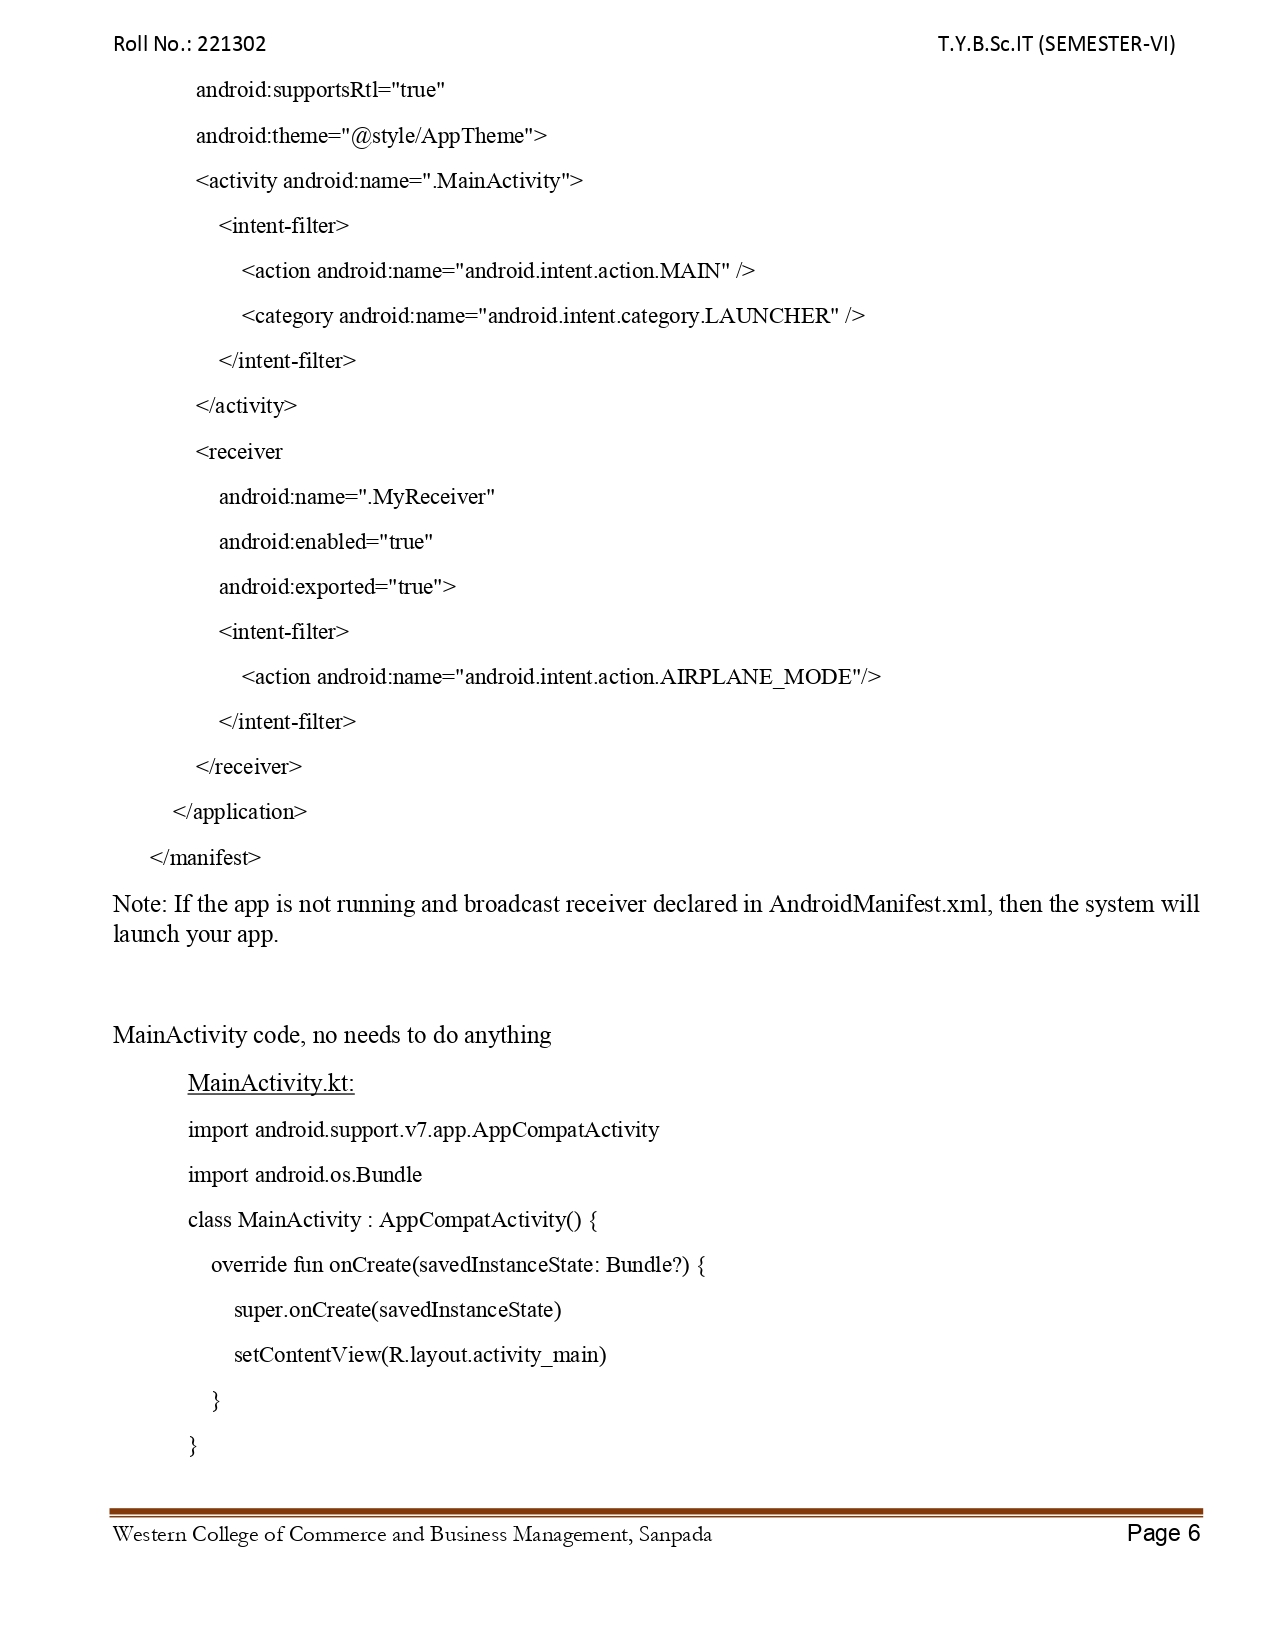 Roll No.: 221302 T.Y.B.Sc.IT (SEMESTER-VI)
android:supportsRtl="true"
android:theme="@style/AppTheme">
<activity android:name=".MainActivity">
<intent-filter>
<action android:name="android.intent.action.MAIN" />
<category android:name="android.intent.category.LAUNCHER" />
</intent-filter>
</activity>
<receiver
android:name=".MyReceiver"
android:enabled="true"
android:exported="true">
<intent-filter>
<action android:name="android.intent.action.AIRPLANE_MODE"/>
</intent-filter>
</receiver>
</application>
</manifest>
Note: If the app is not running and broadcast receiver declared in AndroidManifest.xml, then the system will
launch your app.
MainActivity code, no needs to do anything
MainActivity.kt:
import android.support.v7.app.AppCompatActivity
import android.os.Bundle
class MainActivity : AppCompatActivity() {
override fun onCreate(savedInstanceState: Bundle?) {
super.onCreate(savedInstanceState)
setContentView(R.layout.activity_main)
}
}
Western College of Commerce and Business Management, Sanpada Page 6